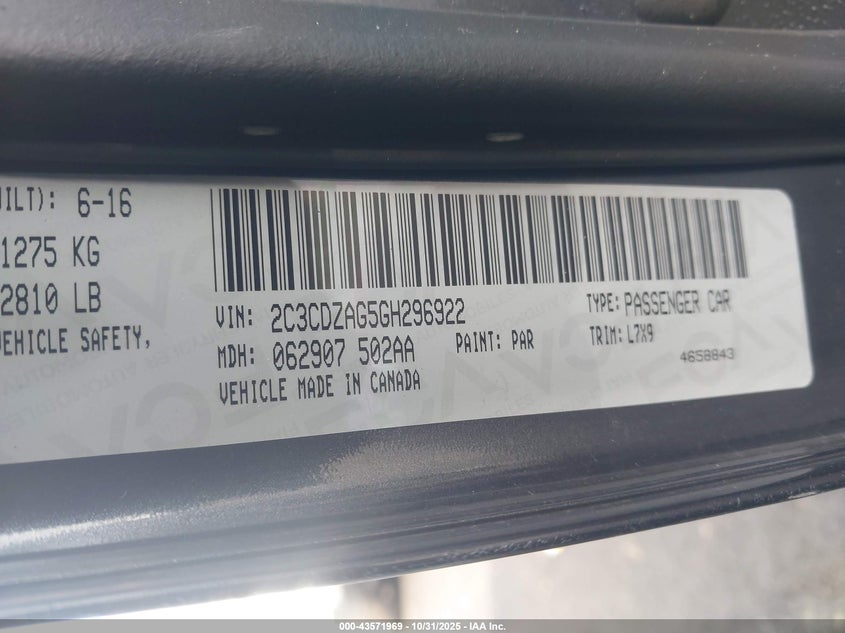 UILT): 6-16
1275 KG
2810 LB
VEHICLE SAFETY,
VIN: 2C3CDZAG5GH296922
TYPE: PASSENGER CAR
MDH: 062907 502AA
PAINT: PAR
TRIM: L7X9
VEHICLE MADE IN CANADA
4658843
000-43571969 - 10/31/2025 - IAA Inc.